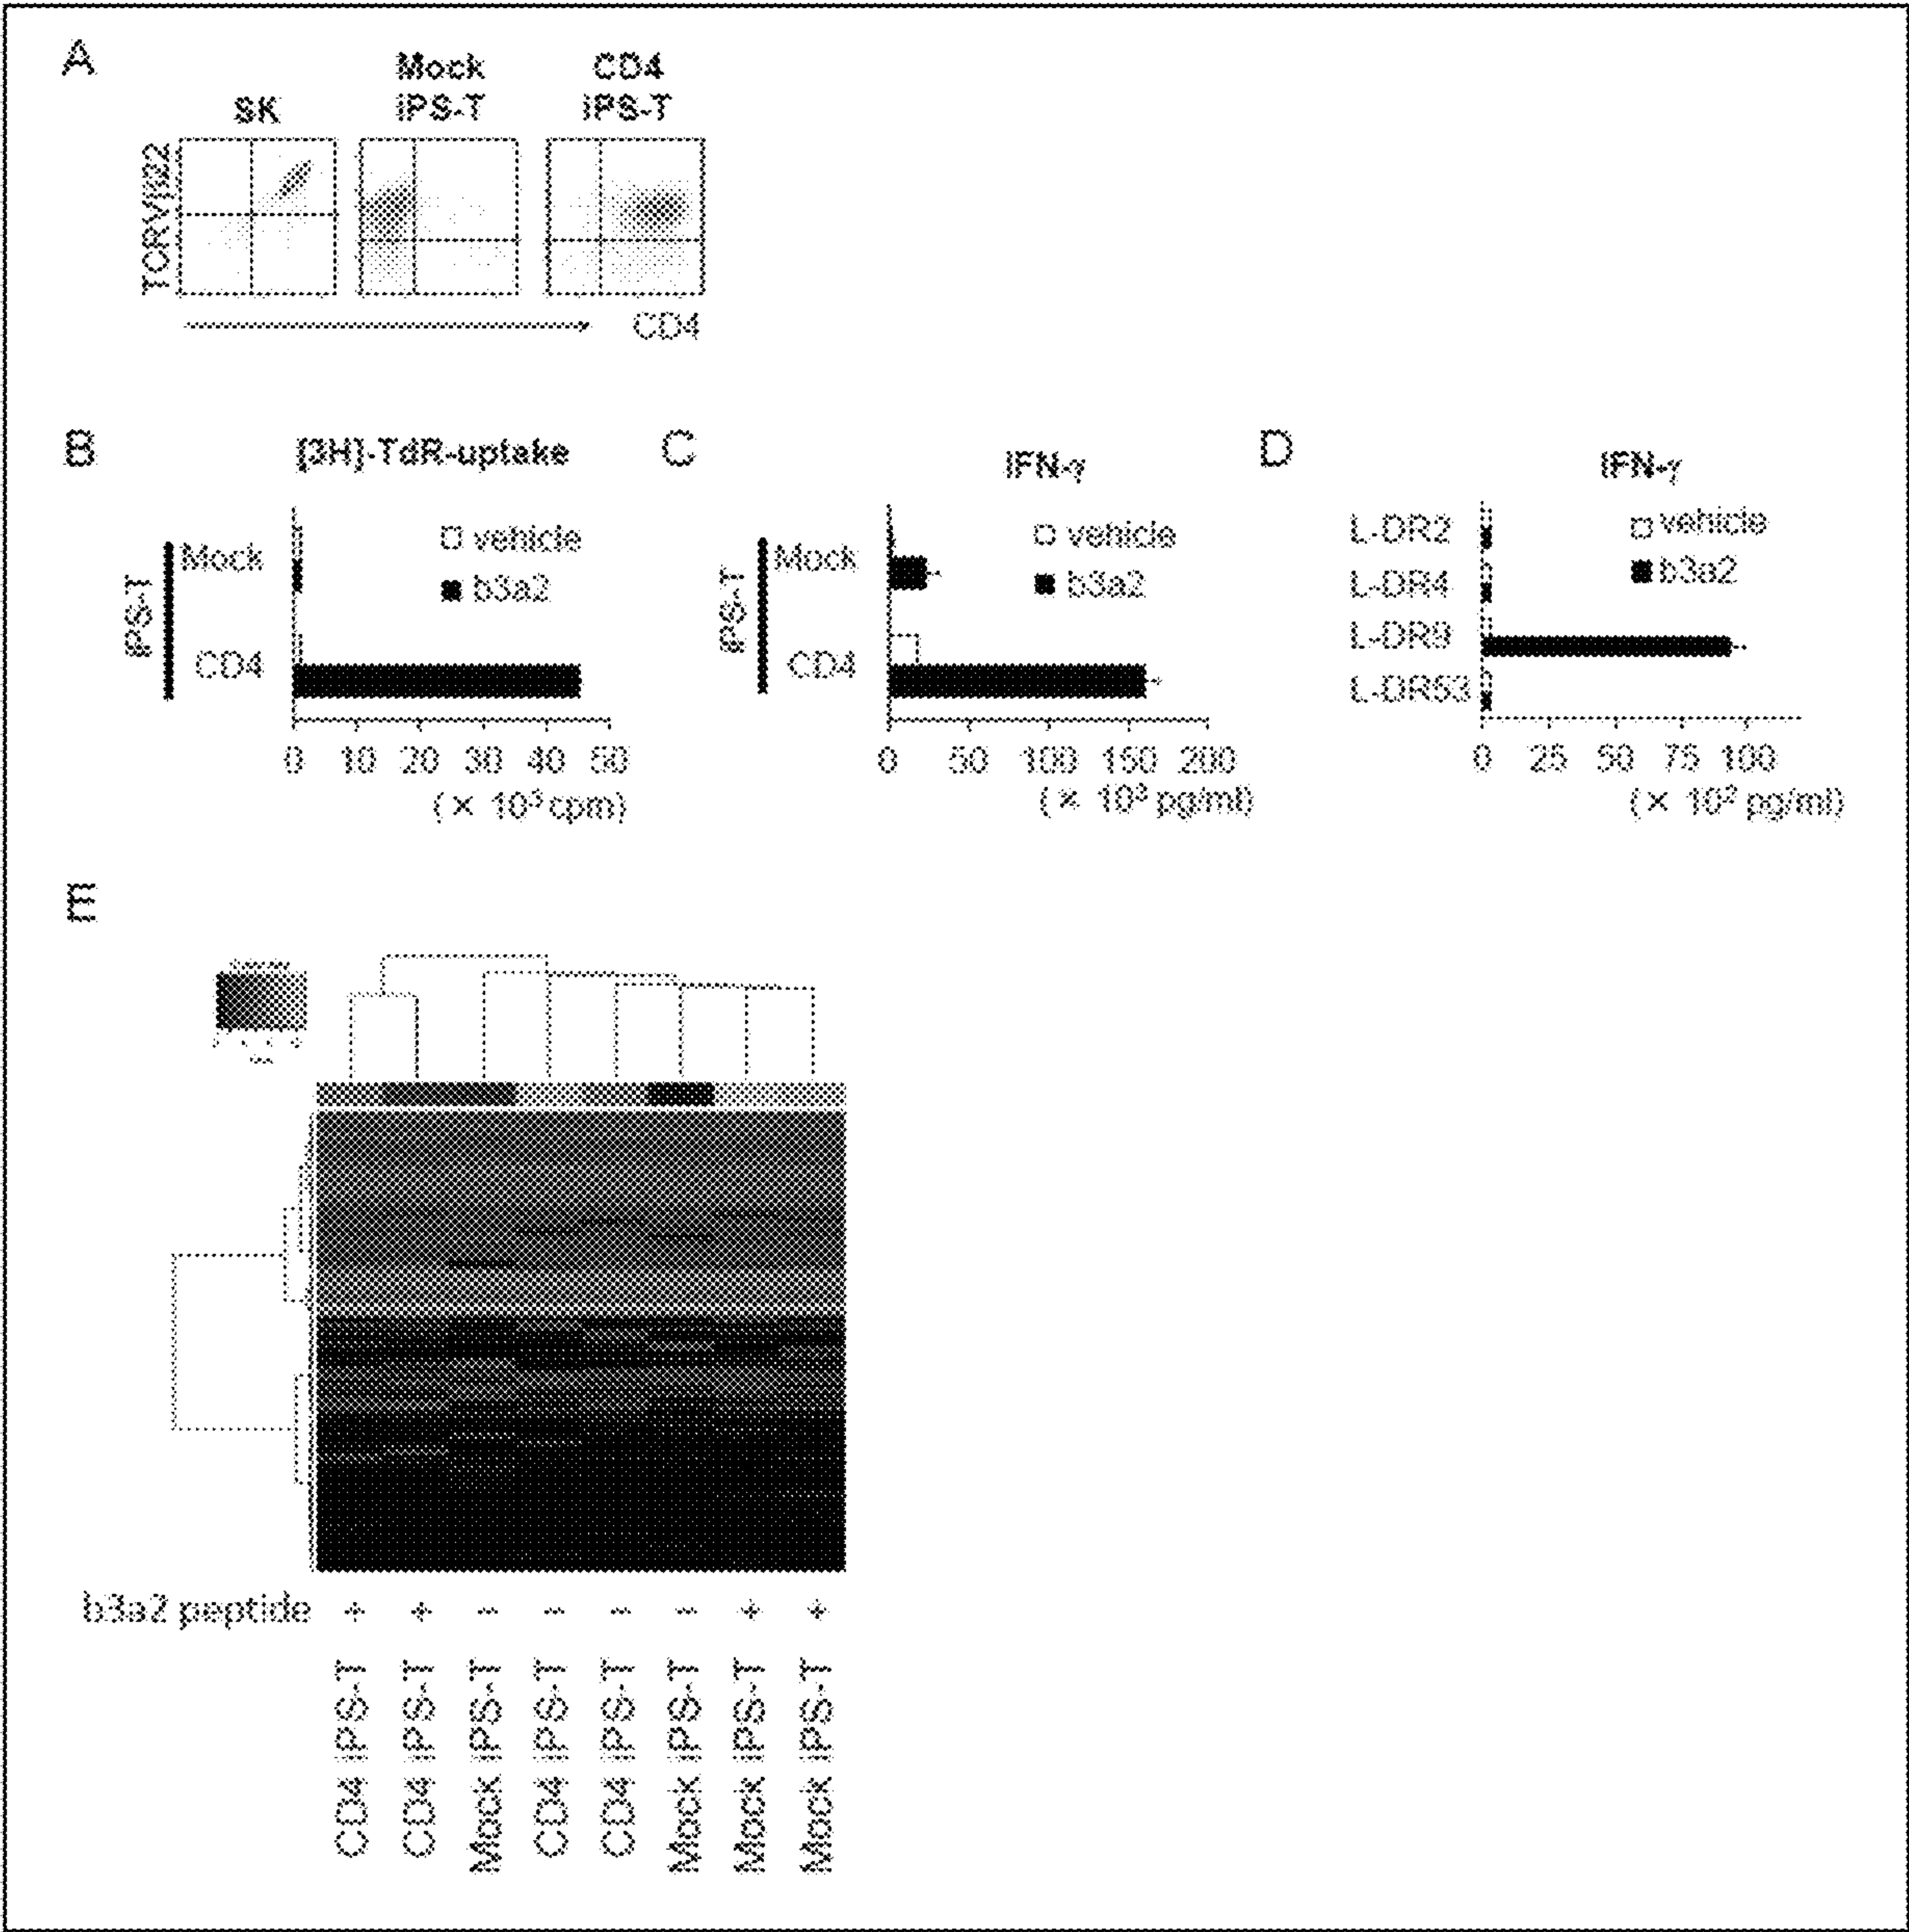 A
SK
Mock
iPS-T
CD4
iPS-T
TCRVβ22
CD4
B
[3H]-TdR-uptake
iPS-T
Mock
CD4
vehicle
b3a2
0 10 20 30 40 50
(× 10³ cpm)
C
IFN-γ
iPS-T
Mock
CD4
vehicle
b3a2
0 50 100 150 200
(× 10³ pg/ml)
D
IFN-γ
L-DR2
L-DR4
L-DR9
L-DR53
vehicle
b3a2
0 25 50 75 100
(× 10² pg/ml)
E
b3a2 peptide + + - - - - + +
CD4 iPS-T
CD4 iPS-T
Mock iPS-T
CD4 iPS-T
CD4 iPS-T
Mock iPS-T
Mock iPS-T
Mock iPS-T